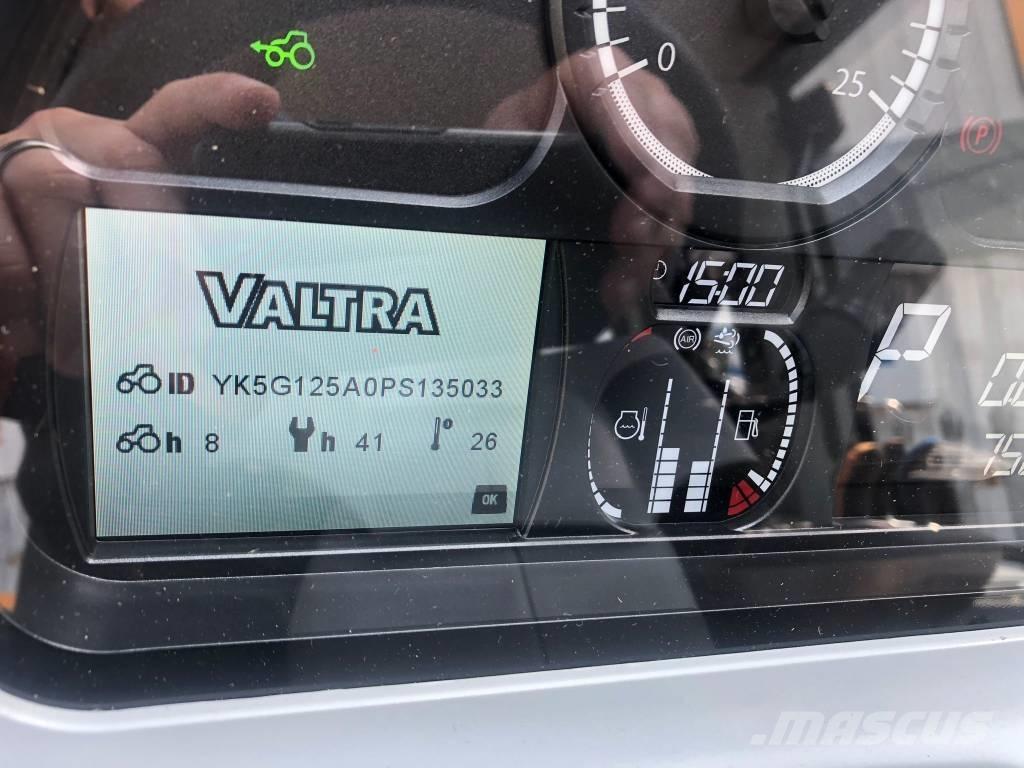 0
25
P
VALTRA
15:00
AIR
P
ID YK5G125A0PS135033
h 8 h 41 26
OK
MASCUS